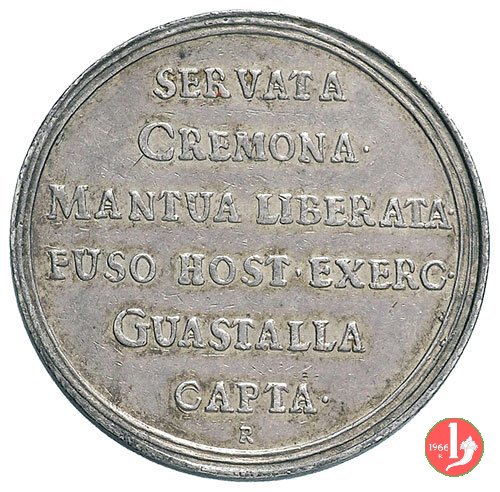 SERVATA
CREMONA·
MANTUA LIBERATA·
FUSO HOST·EXERC·
GUASTALLA
CAPTA·
R
1966
R